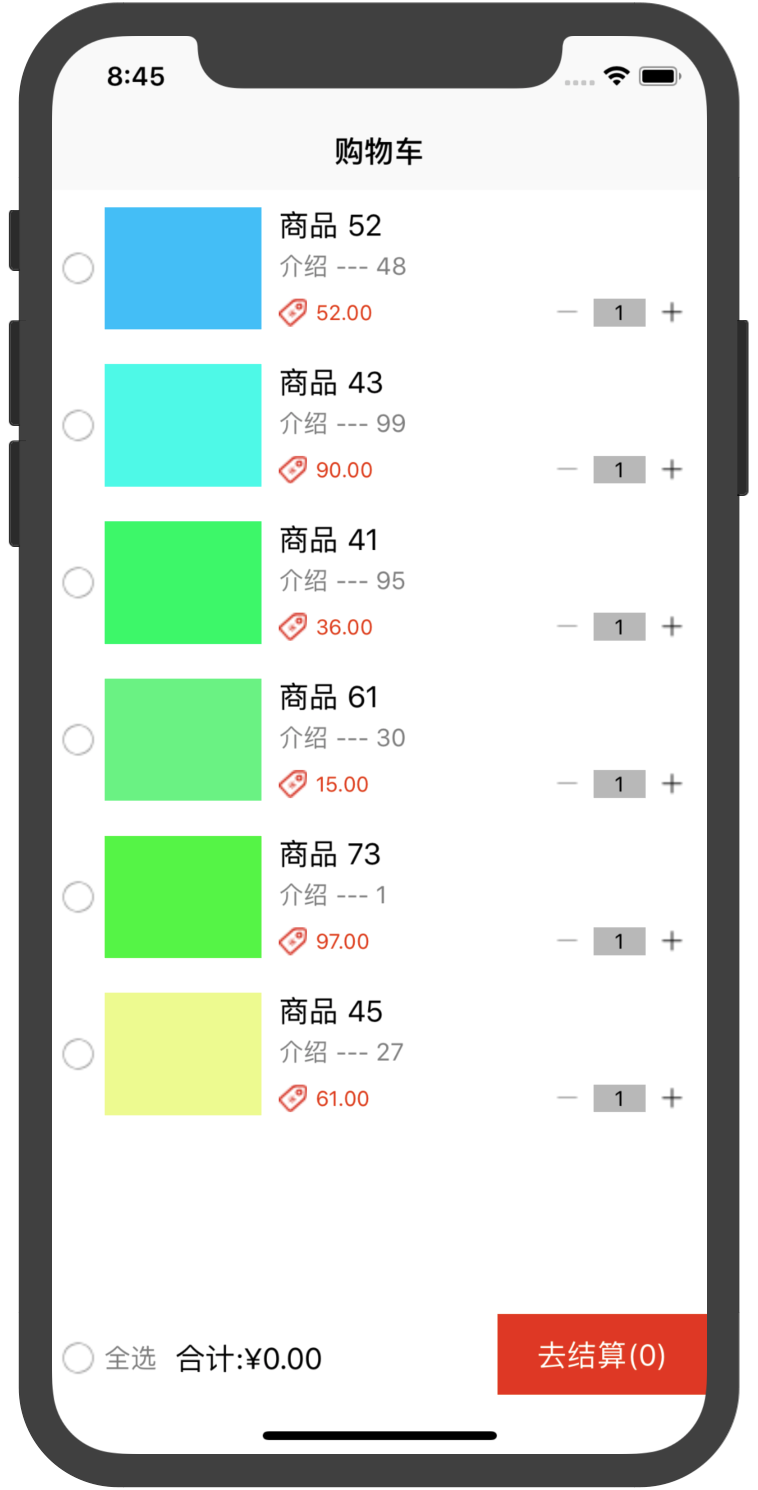 8:45
购物车
商品 52
介绍 --- 48
52.00
1
商品 43
介绍 --- 99
90.00
1
商品 41
介绍 --- 95
36.00
1
商品 61
介绍 --- 30
15.00
1
商品 73
介绍 --- 1
97.00
1
商品 45
介绍 --- 27
61.00
1
全选 合计:¥0.00 去结算(0)